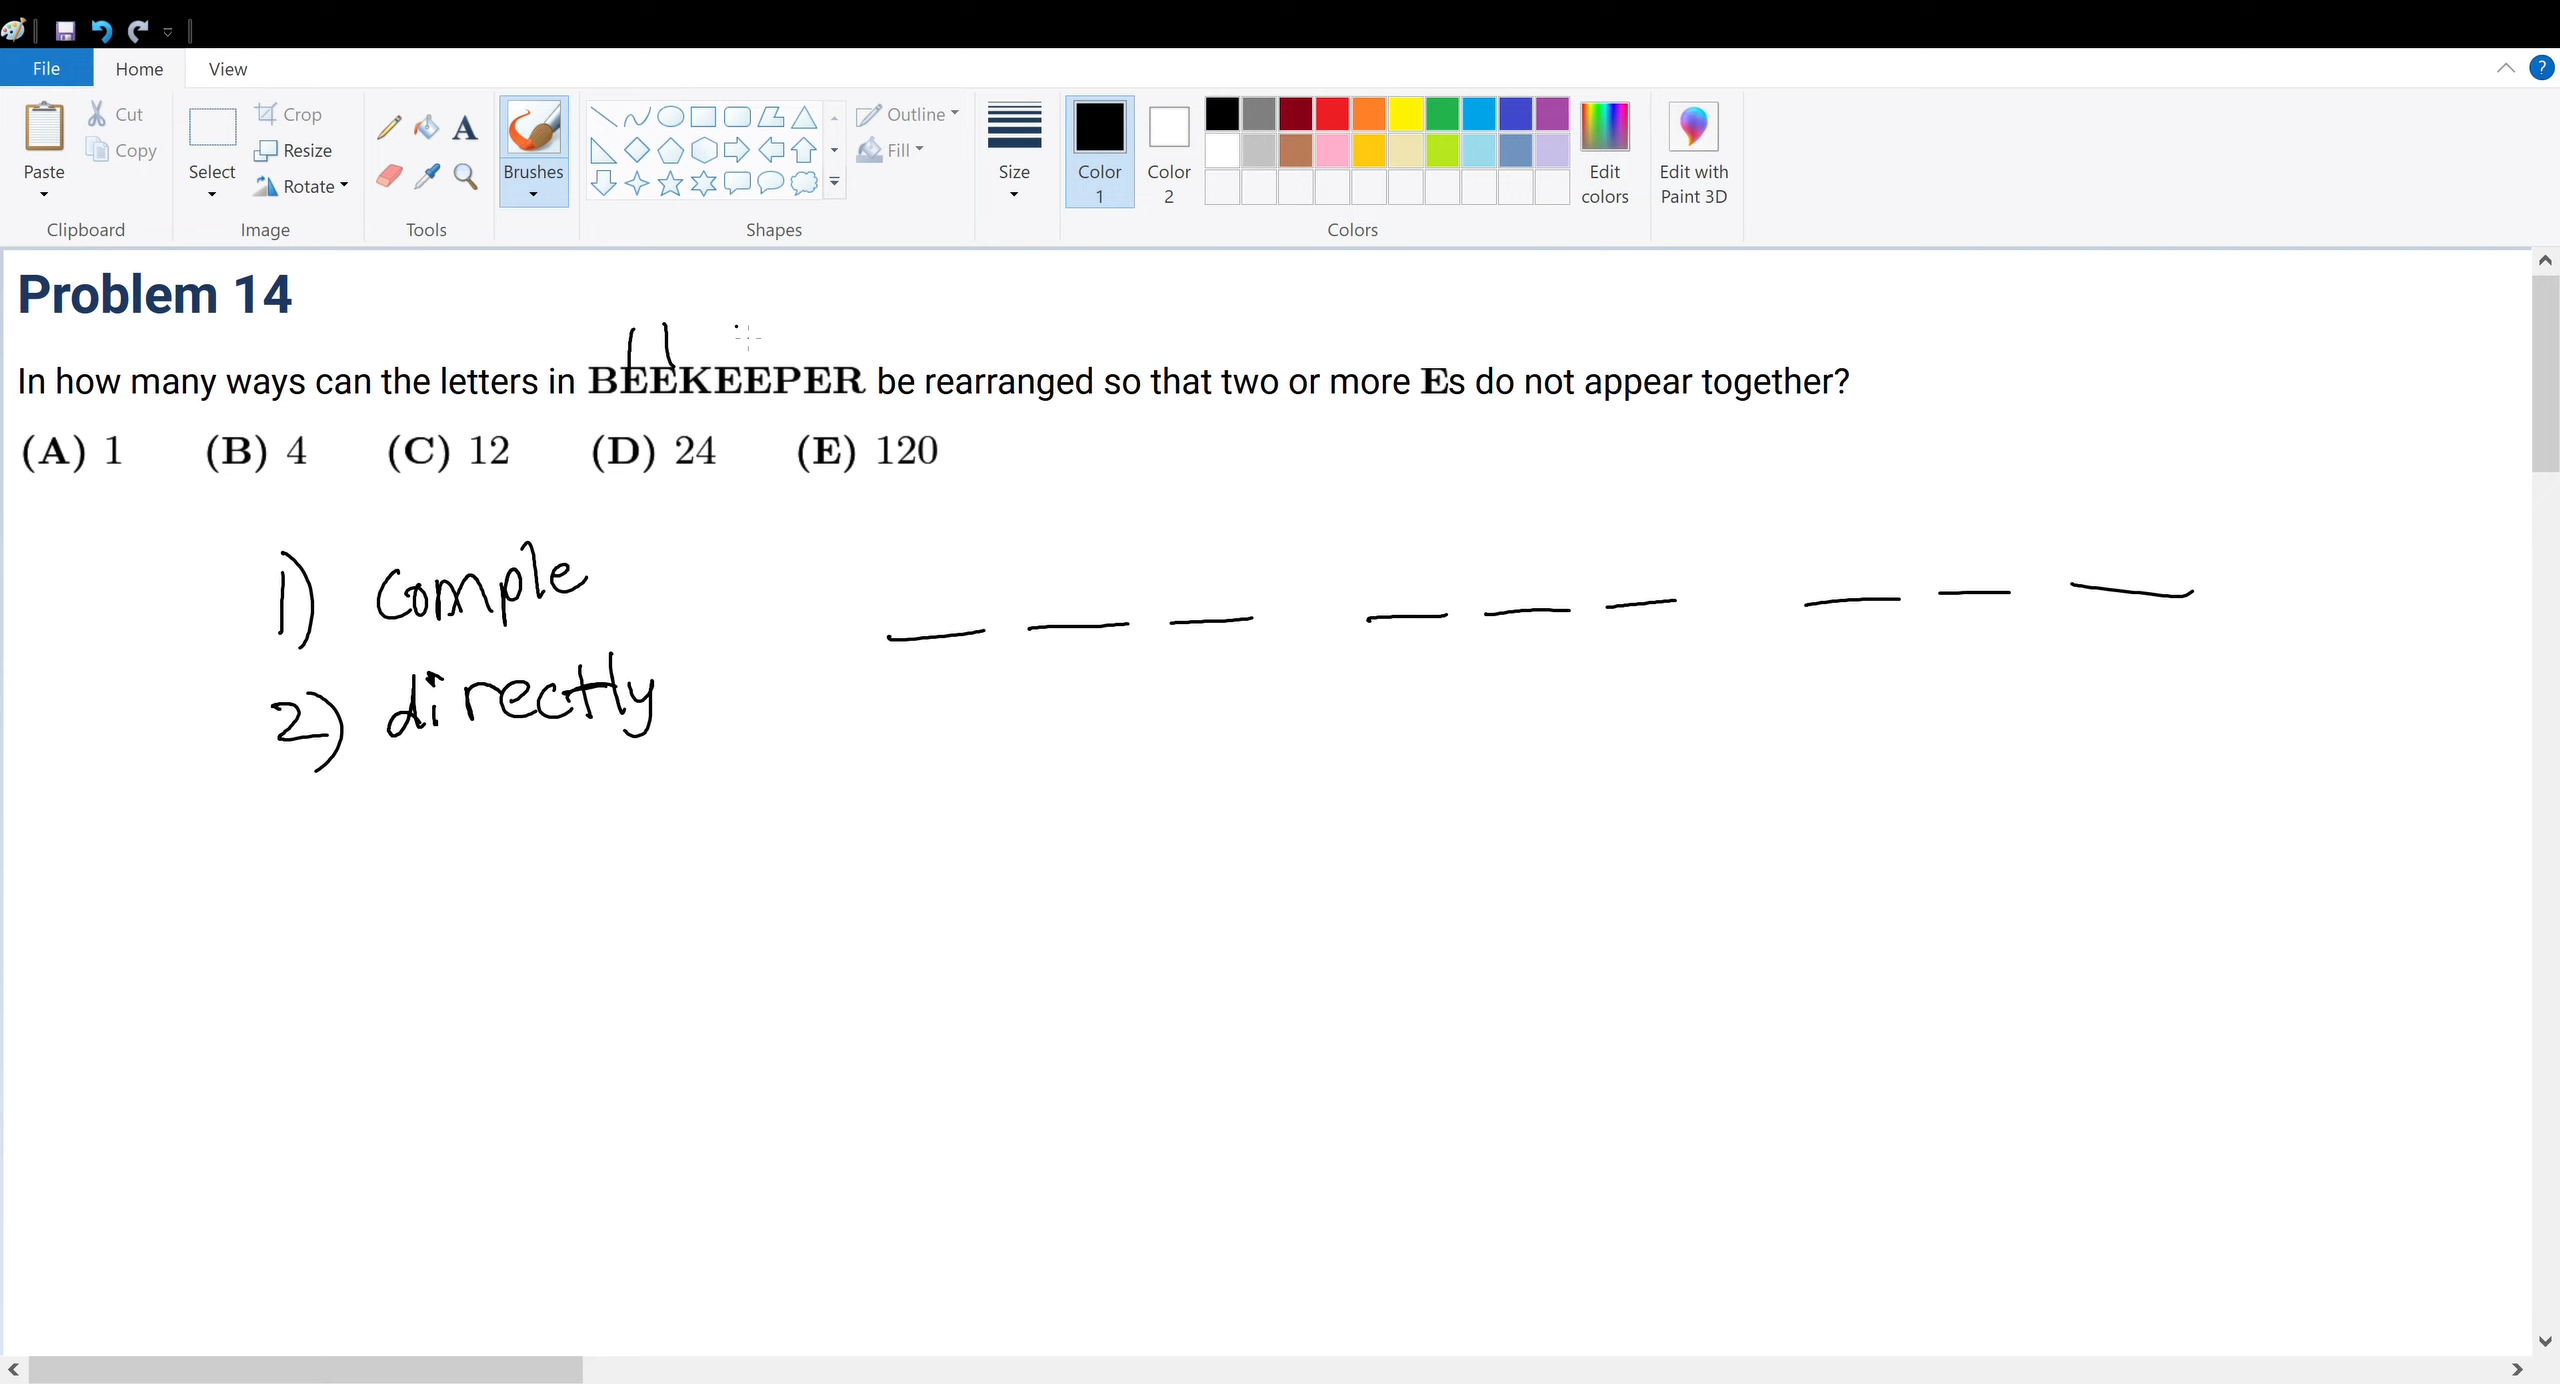 File Home View
Paste Cut Copy Clipboard
Select Crop Resize Rotate Image
A Tools
Brushes
Outline Fill Shapes
Size
Color 1 Color 2 Edit colors Colors
Edit with Paint 3D
?
Problem 14
In how many ways can the letters in BEEKEEPER be rearranged so that two or more Es do not appear together?
(A) 1 (B) 4 (C) 12 (D) 24 (E) 120
1) comple
2) directly